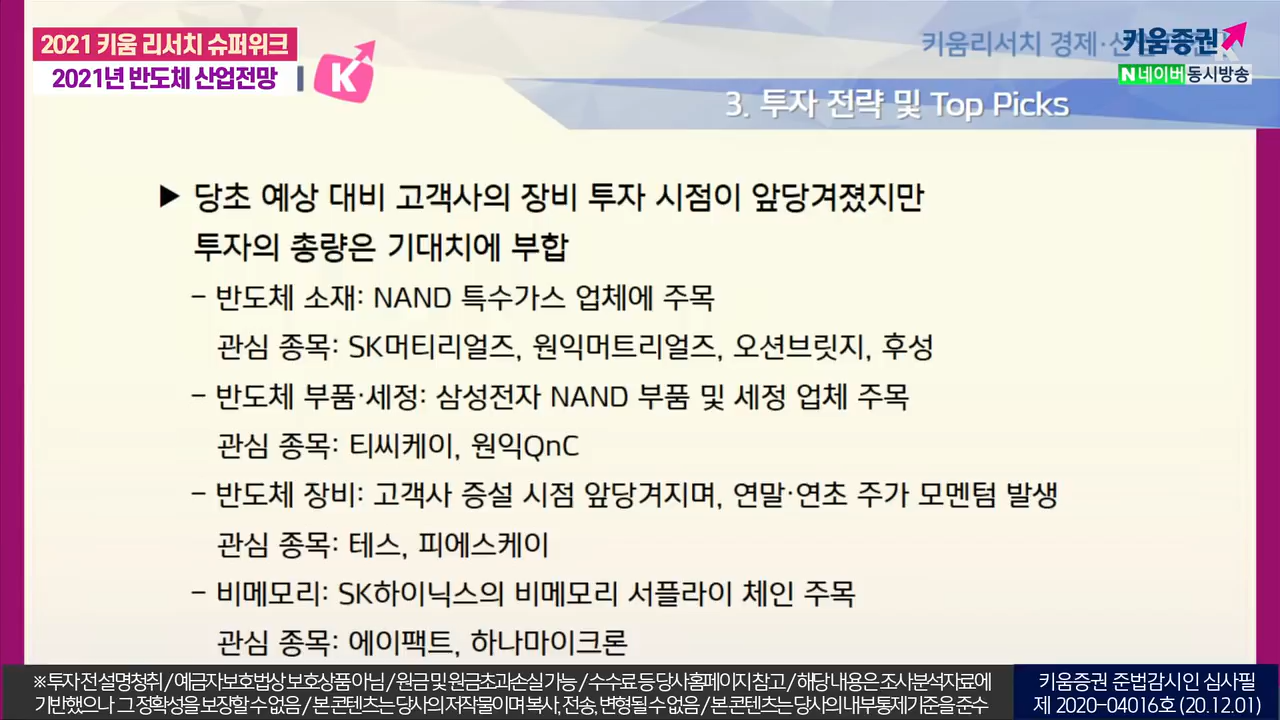 2021 키움 리서치 슈퍼위크
2021년 반도체 산업전망
K
키움리서치 경제·산
키움증권
N 네이버 동시방송
3. 투자 전략 및 Top Picks
▶ 당초 예상 대비 고객사의 장비 투자 시점이 앞당겨졌지만
투자의 총량은 기대치에 부합
- 반도체 소재: NAND 특수가스 업체에 주목
관심 종목: SK머티리얼즈, 원익머트리얼즈, 오션브릿지, 후성
- 반도체 부품·세정: 삼성전자 NAND 부품 및 세정 업체 주목
관심 종목: 티씨케이, 원익QnC
- 반도체 장비: 고객사 증설 시점 앞당겨지며, 연말·연초 주가 모멘텀 발생
관심 종목: 테스, 피에스케이
- 비메모리: SK하이닉스의 비메모리 서플라이 체인 주목
관심 종목: 에이팩트, 하나마이크론
※ 투자 전 설명청취 / 예금자보호법상 보호상품 아님 / 원금 및 원금초과손실 가능 / 수수료 등 당사홈페이지 참고 / 해당 내용은 조사분석자료에
기반했으나 그 정확성을 보장할 수 없음 / 본 콘텐츠는 당사의 저작물이며 복사, 전송, 변형될 수 없음 / 본 콘텐츠는 당사의 내부통제기준을 준수
키움증권 준법감시인 심사필
제 2020-04016호 (20.12.01)